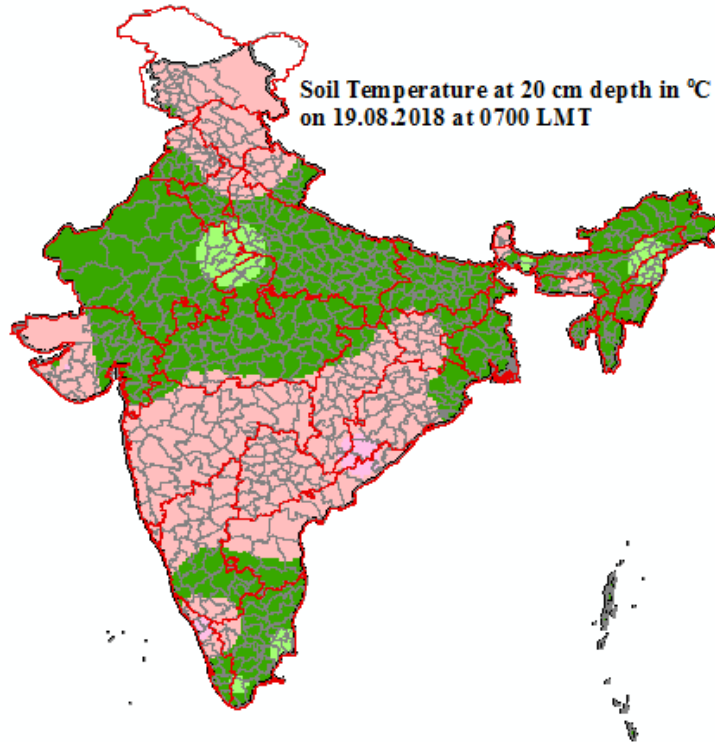 Soil Temperature at 20 cm depth in ⁰C
on 19.08.2018 at 0700 LMT